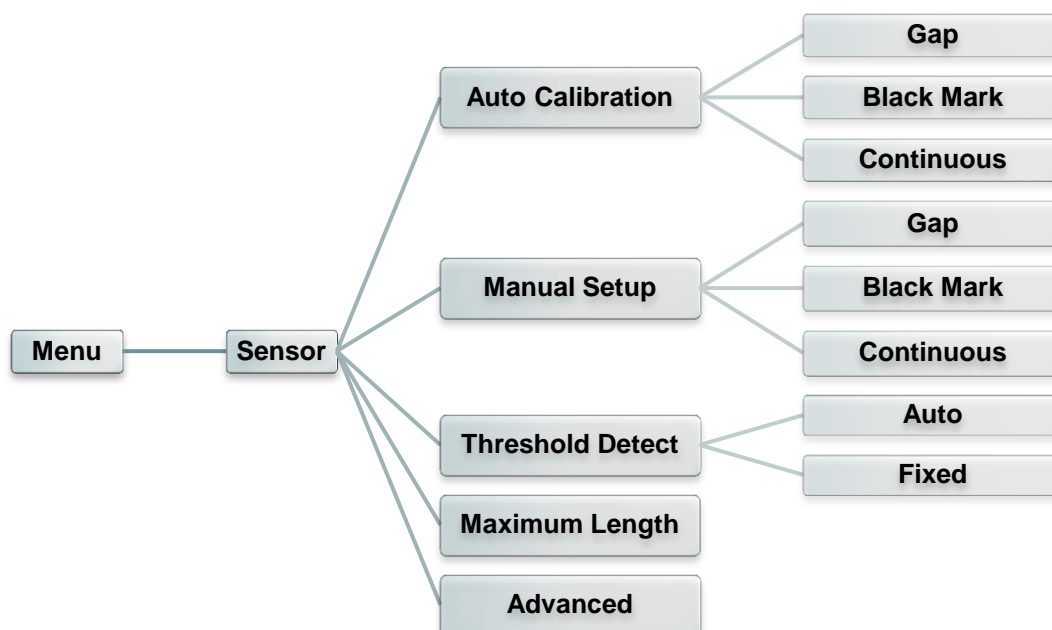 Menu
Sensor
Auto Calibration
Gap
Black Mark
Continuous
Manual Setup
Gap
Black Mark
Continuous
Threshold Detect
Auto
Fixed
Maximum Length
Advanced